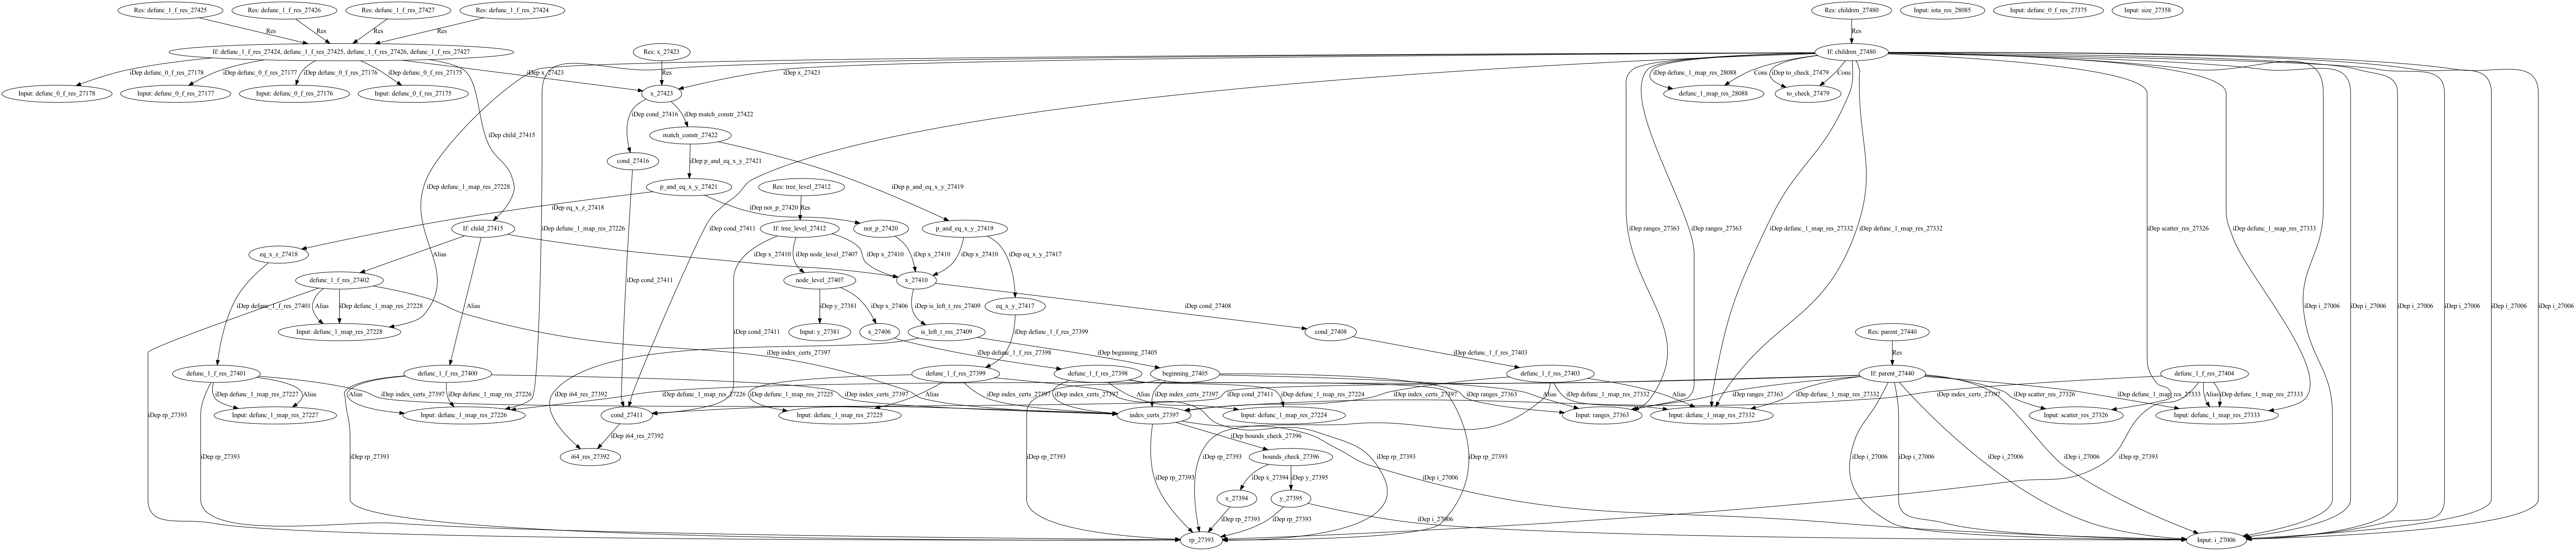 Res: defunc_1_f_res_27425
Res: defunc_1_f_res_27426
Res: defunc_1_f_res_27427
Res: defunc_1_f_res_27424
Res: children_27480
Input: iota_res_28085
Input: defunc_0_f_res_27375
Input: size_27358
Res
Res
Res
Res
Res
If: defunc_1_f_res_27424, defunc_1_f_res_27425, defunc_1_f_res_27426, defunc_1_f_res_27427
Res: x_27423
If: children_27480
iDep defunc_0_f_res_27178
iDep defunc_0_f_res_27177
iDep defunc_0_f_res_27176
iDep defunc_0_f_res_27175
iDep x_27423
Res
iDep x_27423
iDep defunc_1_map_res_28088
Cons
iDep to_check_27479
Cons
Input: defunc_0_f_res_27178
Input: defunc_0_f_res_27177
Input: defunc_0_f_res_27176
Input: defunc_0_f_res_27175
x_27423
defunc_1_map_res_28088
to_check_27479
iDep cond_27416
iDep match_constr_27422
iDep child_27415
match_constr_27422
cond_27416
iDep p_and_eq_x_y_27421
iDep defunc_1_map_res_27228
p_and_eq_x_y_27421
Res: tree_level_27412
iDep p_and_eq_x_y_27419
iDep eq_x_z_27418
iDep not_p_27420
Res
If: child_27415
If: tree_level_27412
not_p_27420
p_and_eq_x_y_27419
iDep defunc_1_map_res_27226
iDep cond_27411
iDep ranges_27363
iDep ranges_27363
iDep defunc_1_map_res_27332
iDep defunc_1_map_res_27332
iDep scatter_res_27326
iDep defunc_1_map_res_27333
eq_x_z_27418
Alias
iDep x_27410
iDep node_level_27407
iDep x_27410
iDep x_27410
iDep x_27410
iDep eq_x_y_27417
defunc_1_f_res_27402
node_level_27407
x_27410
iDep cond_27411
iDep defunc_1_f_res_27401
Alias
iDep defunc_1_map_res_27228
Alias
iDep y_27381
iDep x_27406
iDep is_left_t_res_27409
eq_x_y_27417
iDep cond_27408
iDep i_27006
iDep i_27006
iDep i_27006
iDep i_27006
iDep i_27006
Input: defunc_1_map_res_27228
Input: y_27381
x_27406
is_left_t_res_27409
iDep defunc_1_f_res_27399
cond_27408
Res: parent_27440
iDep cond_27411
iDep index_certs_27397
iDep defunc_1_f_res_27398
iDep beginning_27405
iDep defunc_1_f_res_27403
Res
defunc_1_f_res_27401
defunc_1_f_res_27400
defunc_1_f_res_27399
defunc_1_f_res_27398
beginning_27405
defunc_1_f_res_27403
If: parent_27440
defunc_1_f_res_27404
iDep rp_27393
iDep defunc_1_map_res_27227
Alias
iDep index_certs_27397
Alias
iDep defunc_1_map_res_27226
iDep index_certs_27397
iDep i64_res_27392
iDep defunc_1_map_res_27226
iDep defunc_1_map_res_27225
Alias
iDep index_certs_27397
iDep index_certs_27397
Alias
iDep index_certs_27397
iDep cond_27411
iDep defunc_1_map_res_27224
iDep ranges_27363
iDep index_certs_27397
Alias
iDep defunc_1_map_res_27332
Alias
iDep ranges_27363
iDep defunc_1_map_res_27332
iDep index_certs_27397
iDep scatter_res_27326
iDep defunc_1_map_res_27333
Alias
iDep defunc_1_map_res_27333
Input: defunc_1_map_res_27227
Input: defunc_1_map_res_27226
cond_27411
Input: defunc_1_map_res_27225
index_certs_27397
Input: defunc_1_map_res_27224
Input: ranges_27363
Input: defunc_1_map_res_27332
Input: scatter_res_27326
Input: defunc_1_map_res_27333
iDep i64_res_27392
iDep bounds_check_27396
iDep rp_27393
iDep rp_27393
i64_res_27392
iDep rp_27393
iDep rp_27393
bounds_check_27396
iDep rp_27393
iDep rp_27393
iDep i_27006
iDep i_27006
iDep i_27006
iDep i_27006
iDep rp_27393
iDep rp_27393
iDep x_27394
iDep y_27395
iDep i_27006
x_27394
y_27395
iDep rp_27393
iDep rp_27393
iDep i_27006
rp_27393
Input: i_27006